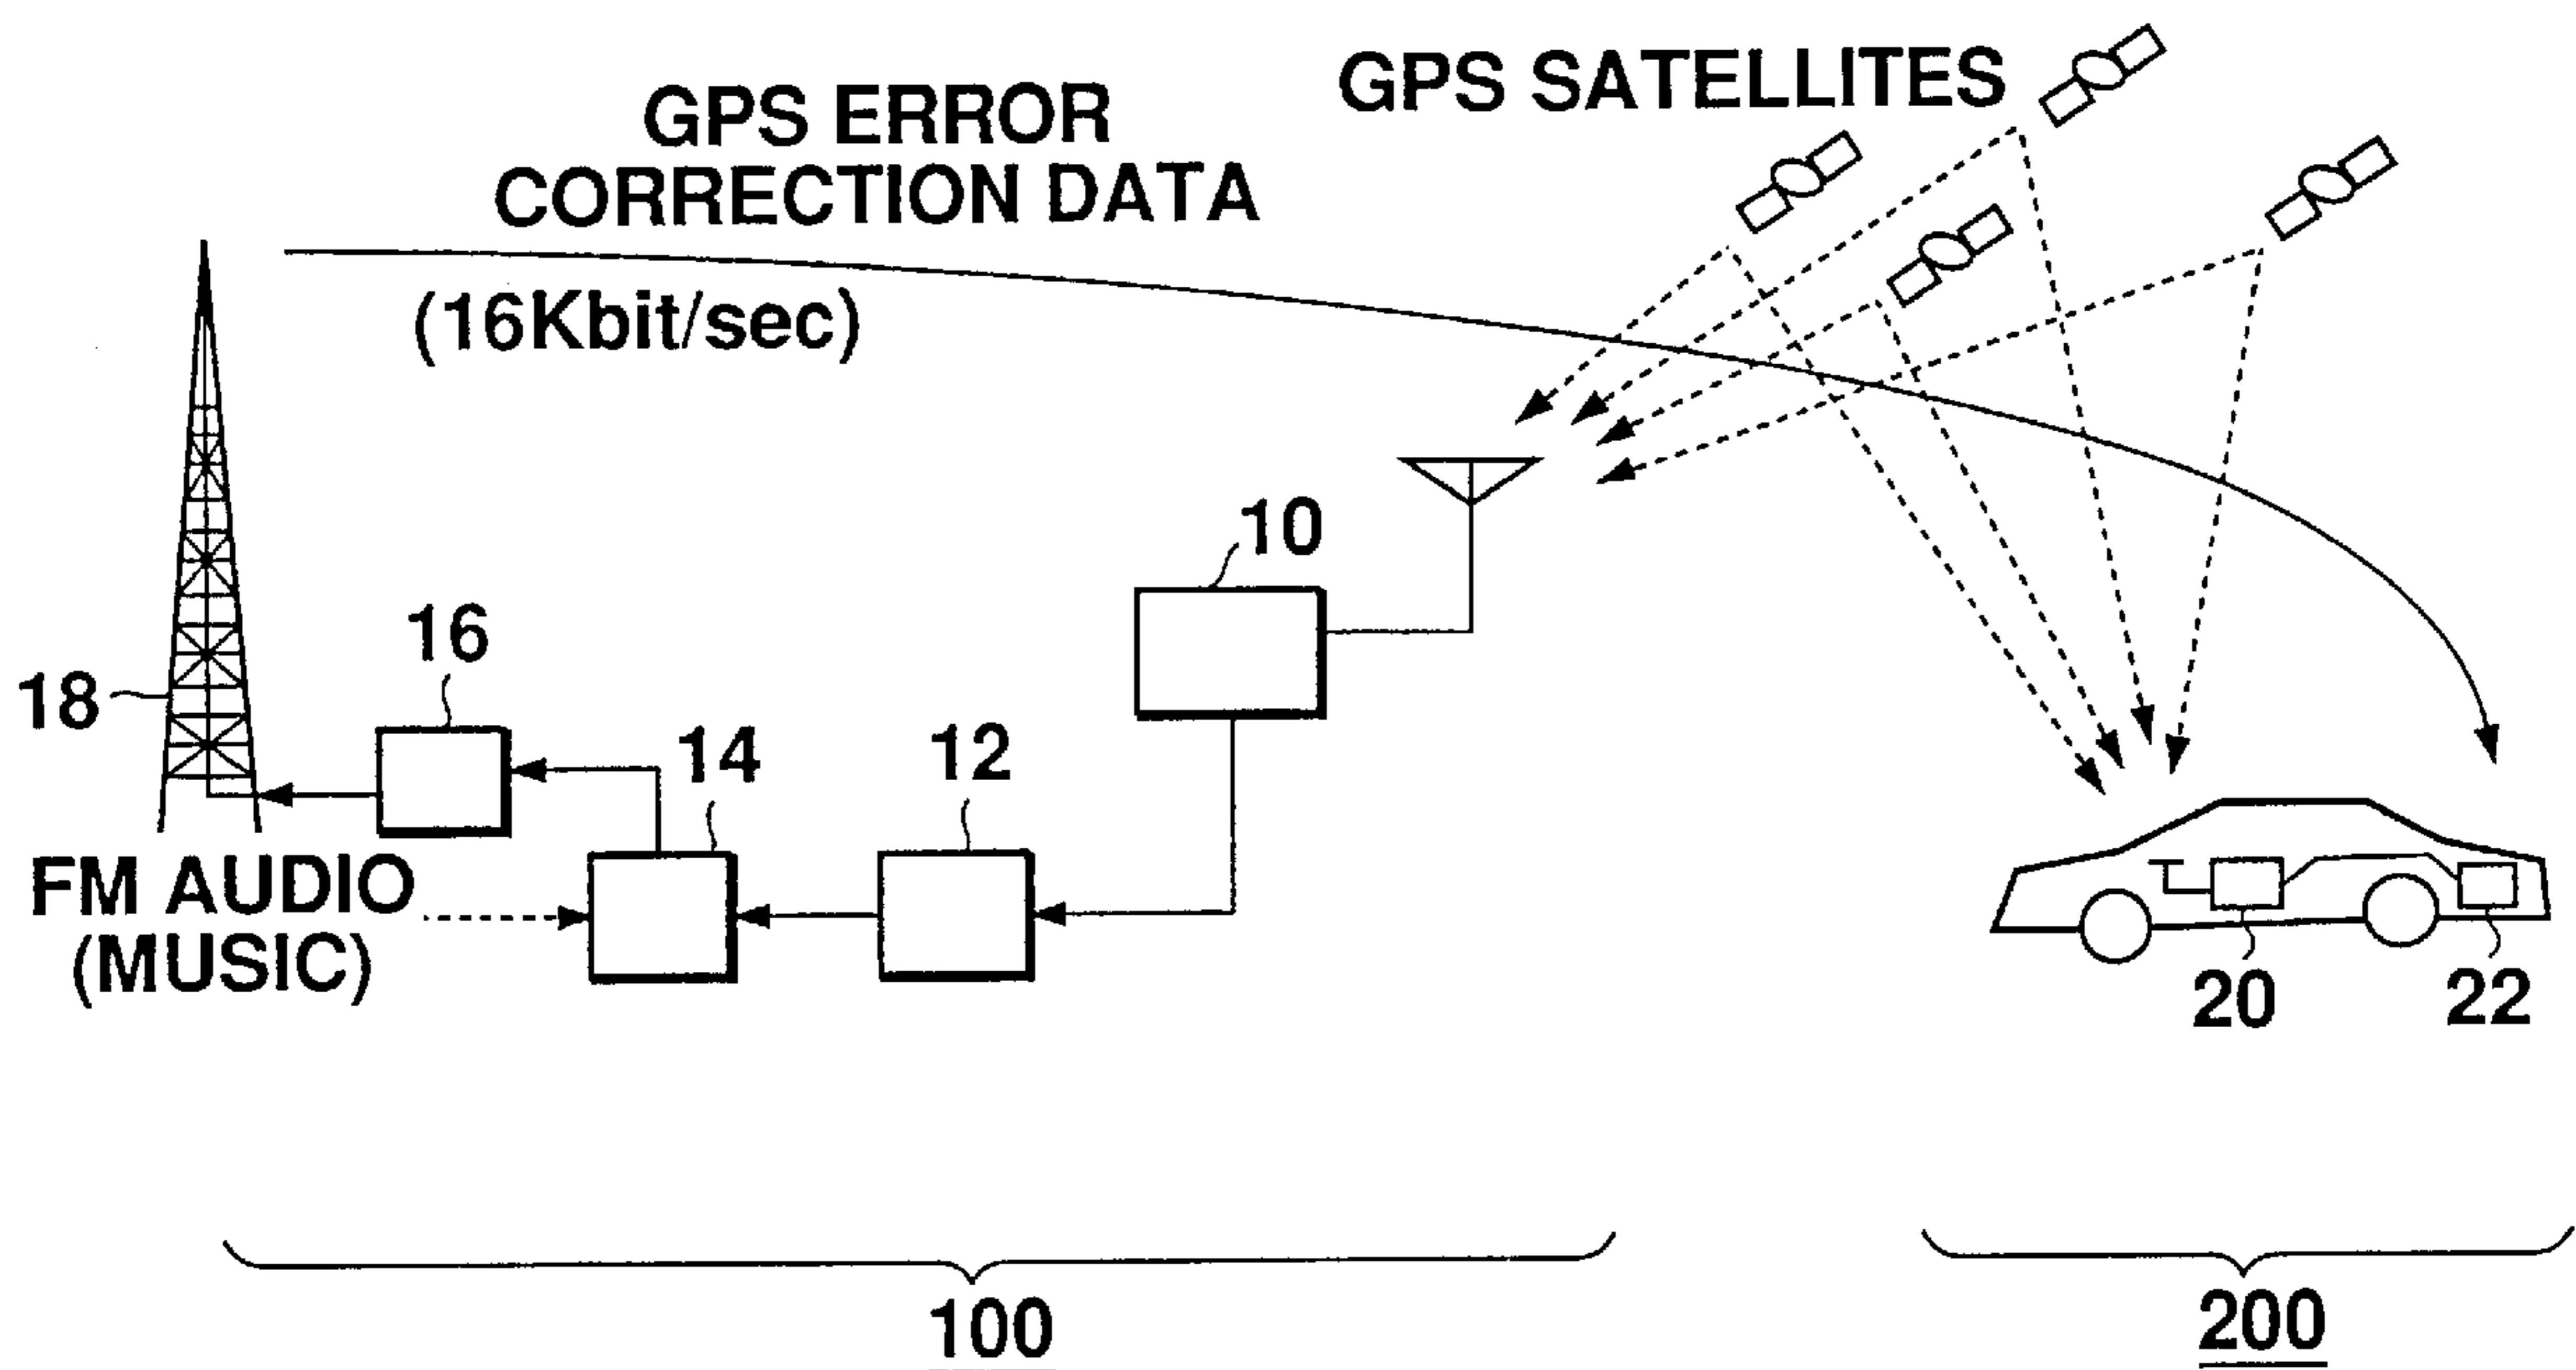 GPS SATELLITES
GPS ERROR
CORRECTION DATA
(16Kbit/sec)
10
16
18
14
12
FM AUDIO
(MUSIC)
20
22
100
200